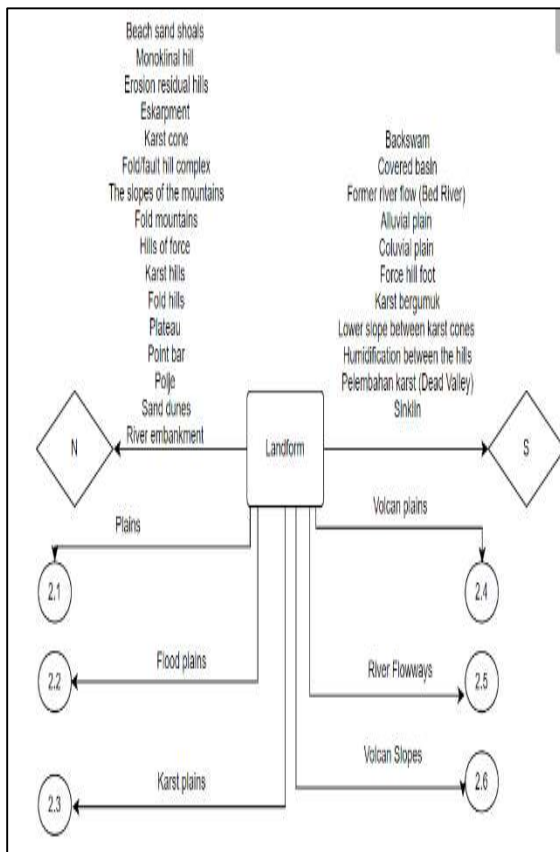 Beach sand shoals
Monoklinal hill
Erosion residual hills
Eskarpment
Karst cone
Fold/fault hill complex
The slopes of the mountains
Fold mountains
Hills of force
Karst hills
Fold hills
Plateau
Point bar
Polje
Sand dunes
River embankment
Backswam
Covered basin
Former river flow (Bed River)
Alluvial plain
Coluvial plain
Force hill foot
Karst bergumuk
Lower slope between karst cones
Humidification between the hills
Pelembahan karst (Dead Valley)
Sinklin
N
Landform
S
Plains
Volcan plains
2.1
2.4
Flood plains
River Flowways
2.2
2.5
Karst plains
Volcan Slopes
2.3
2.6